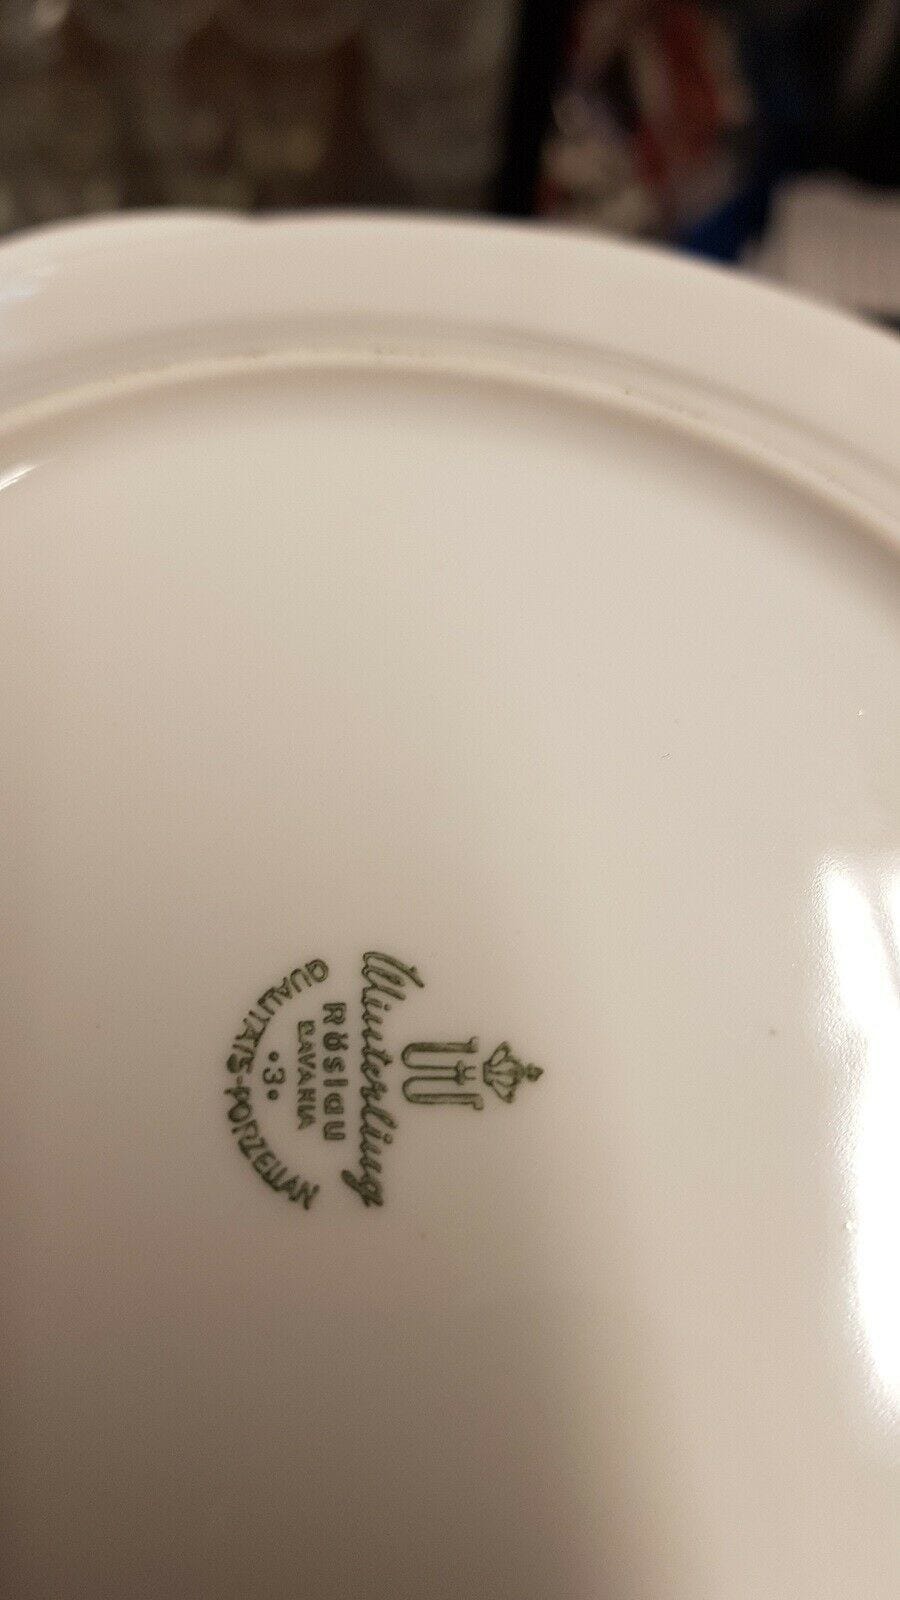 Winterling
Röslau
BAVARIA
·3·
QUALITÄTS-PORZELLAN